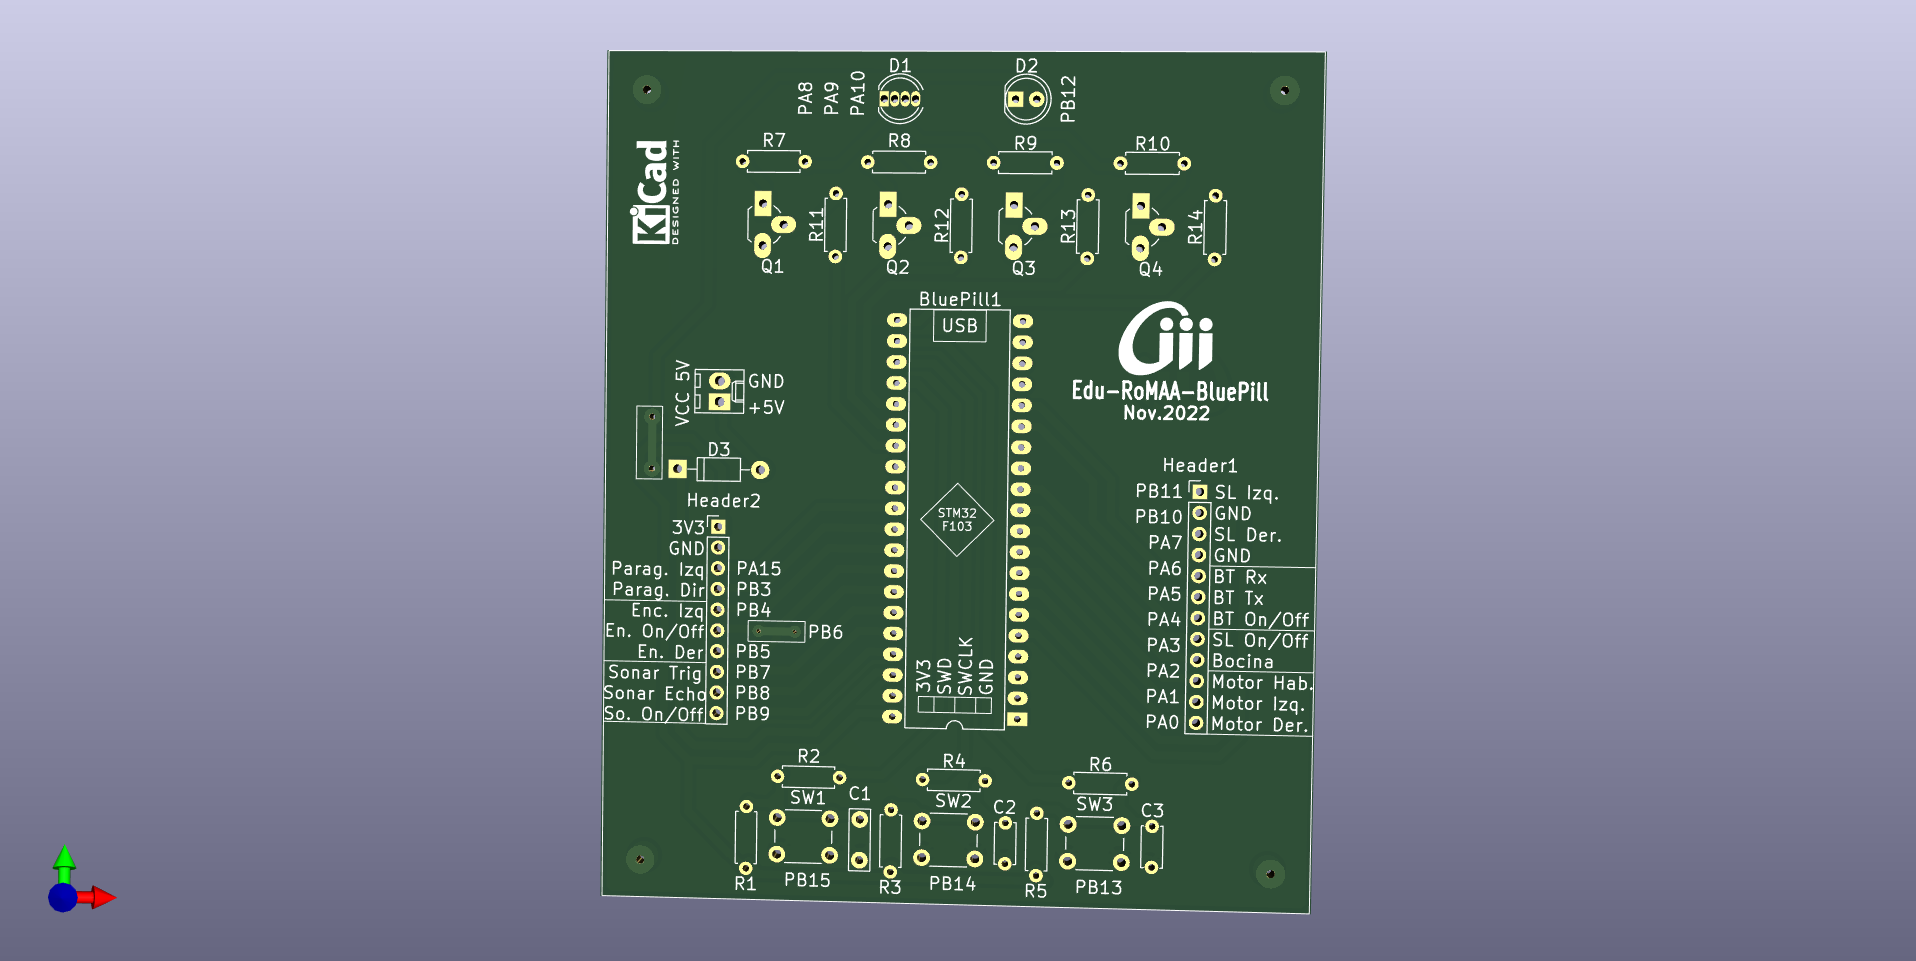 D1
D2
PA8
PA9
PA10
PB12
R7
R8
R9
R10
KiCad
DESIGNED WITH
R11
R12
R13
R14
Q1
Q2
Q3
Q4
BluePill1
USB
Edu-RoMAA-BluePill
Nov.2022
VCC 5V
GND
+5V
D3
Header2
3V3
GND
Parag. Izq PA15
Parag. Dir PB3
Enc. Izq PB4
En. On/Off PB6
En. Der PB5
Sonar Trig PB7
Sonar Echo PB8
So. On/Off PB9
STM32
F103
3V3
SWD
SWCLK
GND
Header1
PB11 SL Izq.
PB10 GND
PA7 SL Der.
GND
PA6 BT Rx
PA5 BT Tx
PA4 BT On/Off
PA3 SL On/Off
PA2 Bocina
Motor Hab.
PA1 Motor Izq.
PA0 Motor Der.
R2
R4
R6
SW1
C1
SW2
C2
SW3
C3
R1
PB15
R3
PB14
R5
PB13